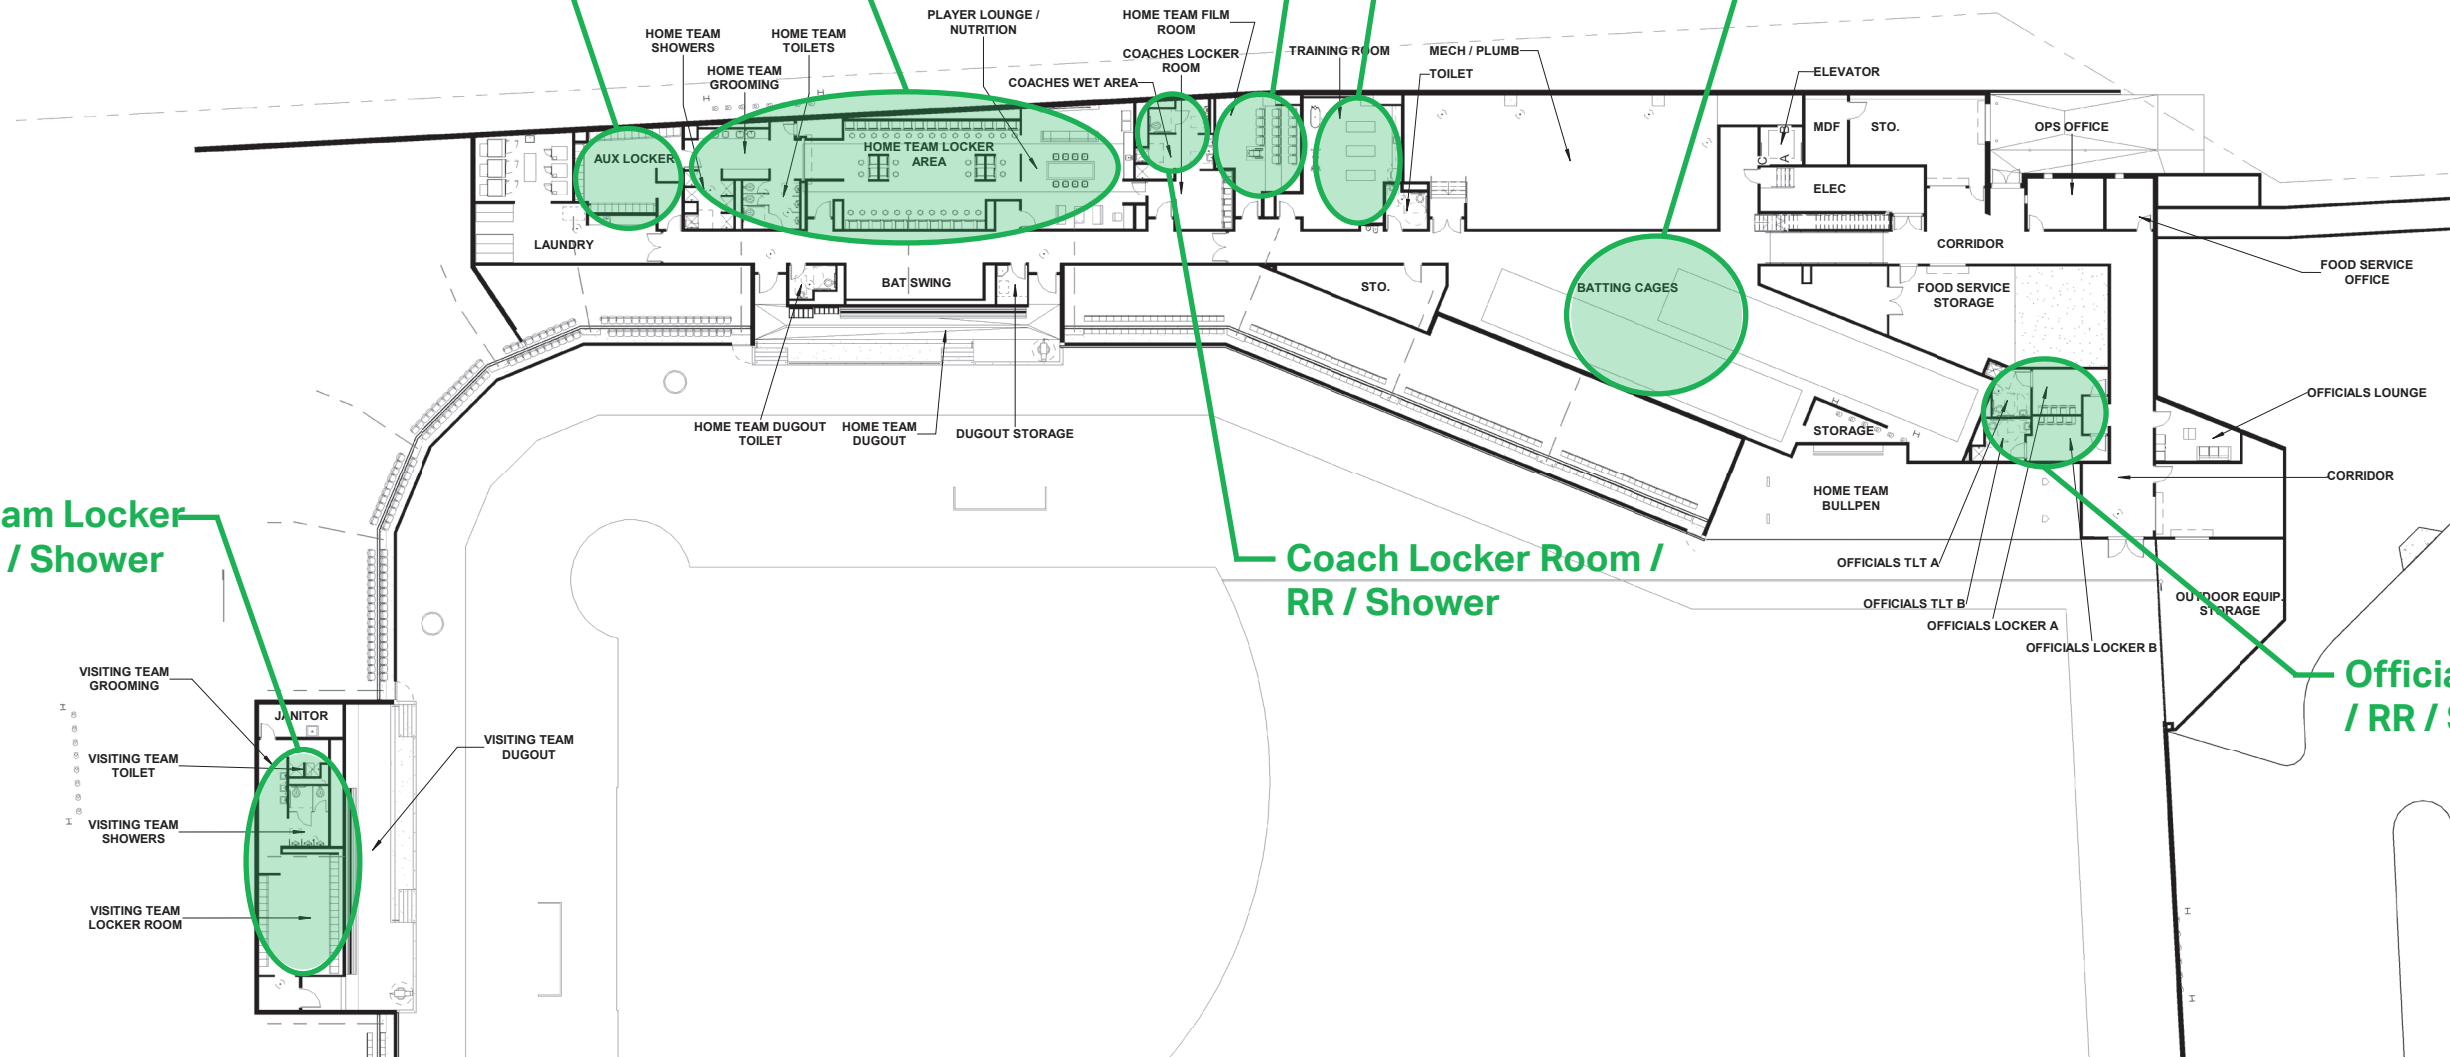 PLAYER LOUNGE /
NUTRITION
HOME TEAM FILM
ROOM
HOME TEAM
SHOWERS
HOME TEAM
TOILETS
HOME TEAM
GROOMING
COACHES LOCKER
ROOM
COACHES WET AREA
TRAINING ROOM
MECH / PLUMB
TOILET
ELEVATOR
MDF
STO.
OPS OFFICE
AUX LOCKER
HOME TEAM LOCKER
AREA
B
C
A
ELEC
LAUNDRY
CORRIDOR
FOOD SERVICE
OFFICE
BAT SWING
STO.
BATTING CAGES
FOOD SERVICE
STORAGE
OFFICIALS LOUNGE
HOME TEAM DUGOUT
TOILET
HOME TEAM
DUGOUT
DUGOUT STORAGE
STORAGE
CORRIDOR
HOME TEAM
BULLPEN
am Locker
/ Shower
Coach Locker Room /
RR / Shower
OFFICIALS TLT A
OFFICIALS TLT B
OFFICIALS LOCKER A
OFFICIALS LOCKER B
OUTDOOR EQUIP.
STORAGE
Officia
/ RR / S
VISITING TEAM
GROOMING
JANITOR
VISITING TEAM
DUGOUT
VISITING TEAM
TOILET
VISITING TEAM
SHOWERS
VISITING TEAM
LOCKER ROOM